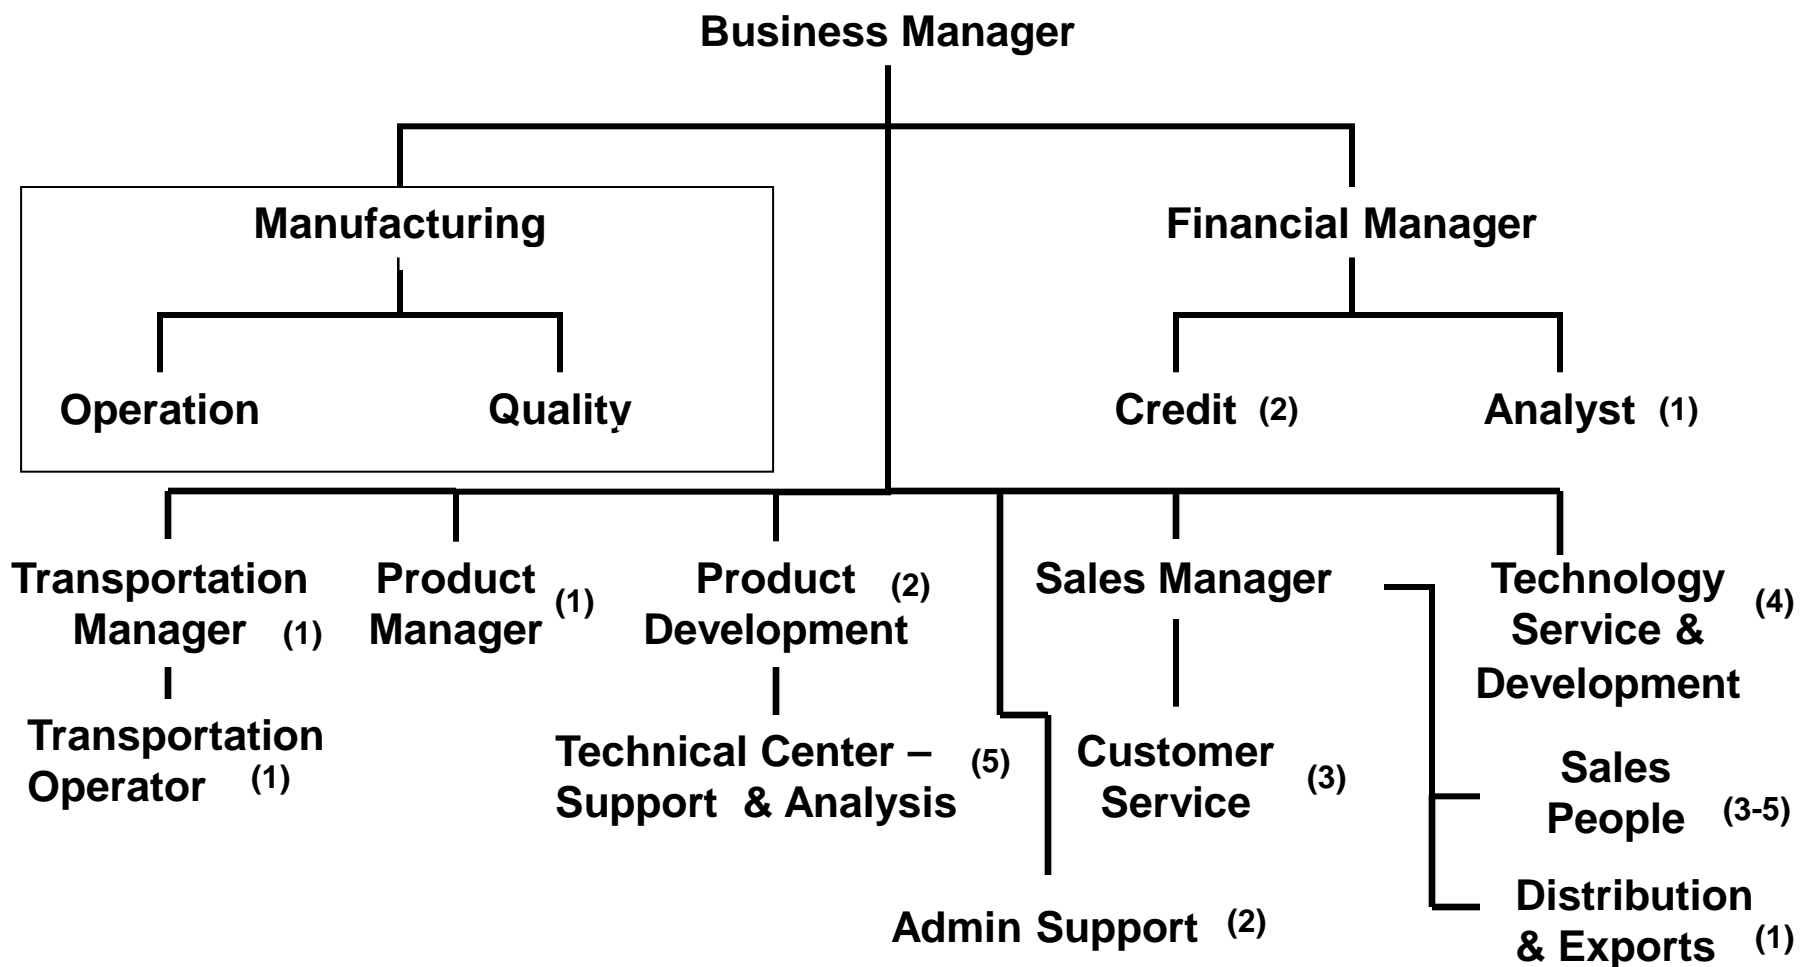 Business Manager
Manufacturing
Financial Manager
Operation
Quality
Credit (2)
Analyst (1)
Transportation
Manager (1)
Product
Manager (1)
Product (2)
Development
Sales Manager
Technology
Service & (4)
Development
Transportation
Operator (1)
Technical Center – (5)
Support & Analysis
Customer
Service (3)
Sales
People (3-5)
Admin Support (2)
Distribution
& Exports (1)